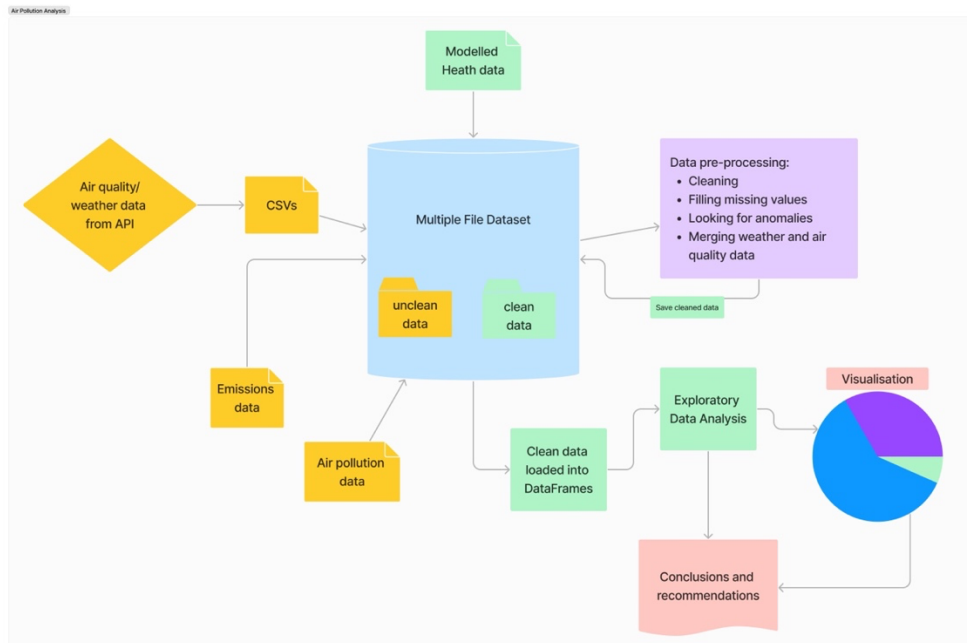 Air Pollution Analysis
Modelled
Heath data
Air quality/
weather data
from API
CSVs
Multiple File Dataset
unclean
data
clean
data
Data pre-processing:
• Cleaning
• Filling missing values
• Looking for anomalies
• Merging weather and air
quality data
Save cleaned data
Emissions
data
Air pollution
data
Clean data
loaded into
DataFrames
Exploratory
Data Analysis
Visualisation
Conclusions and
recommendations